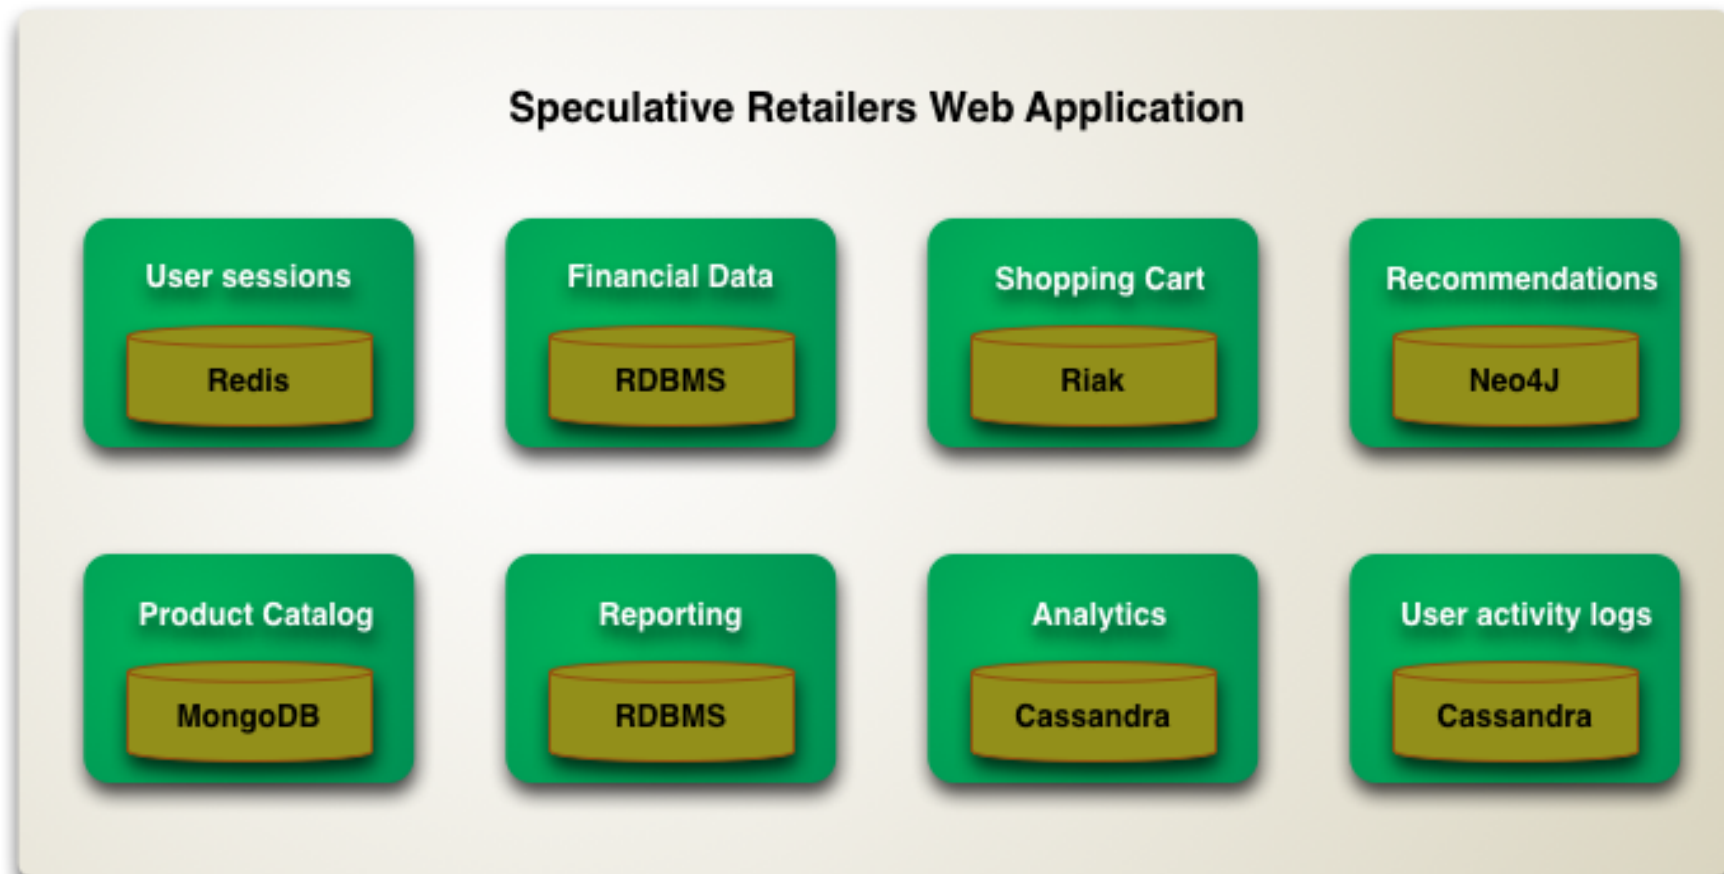 Speculative Retailers Web Application
User sessions
Redis
Financial Data
RDBMS
Shopping Cart
Riak
Recommendations
Neo4J
Product Catalog
MongoDB
Reporting
RDBMS
Analytics
Cassandra
User activity logs
Cassandra